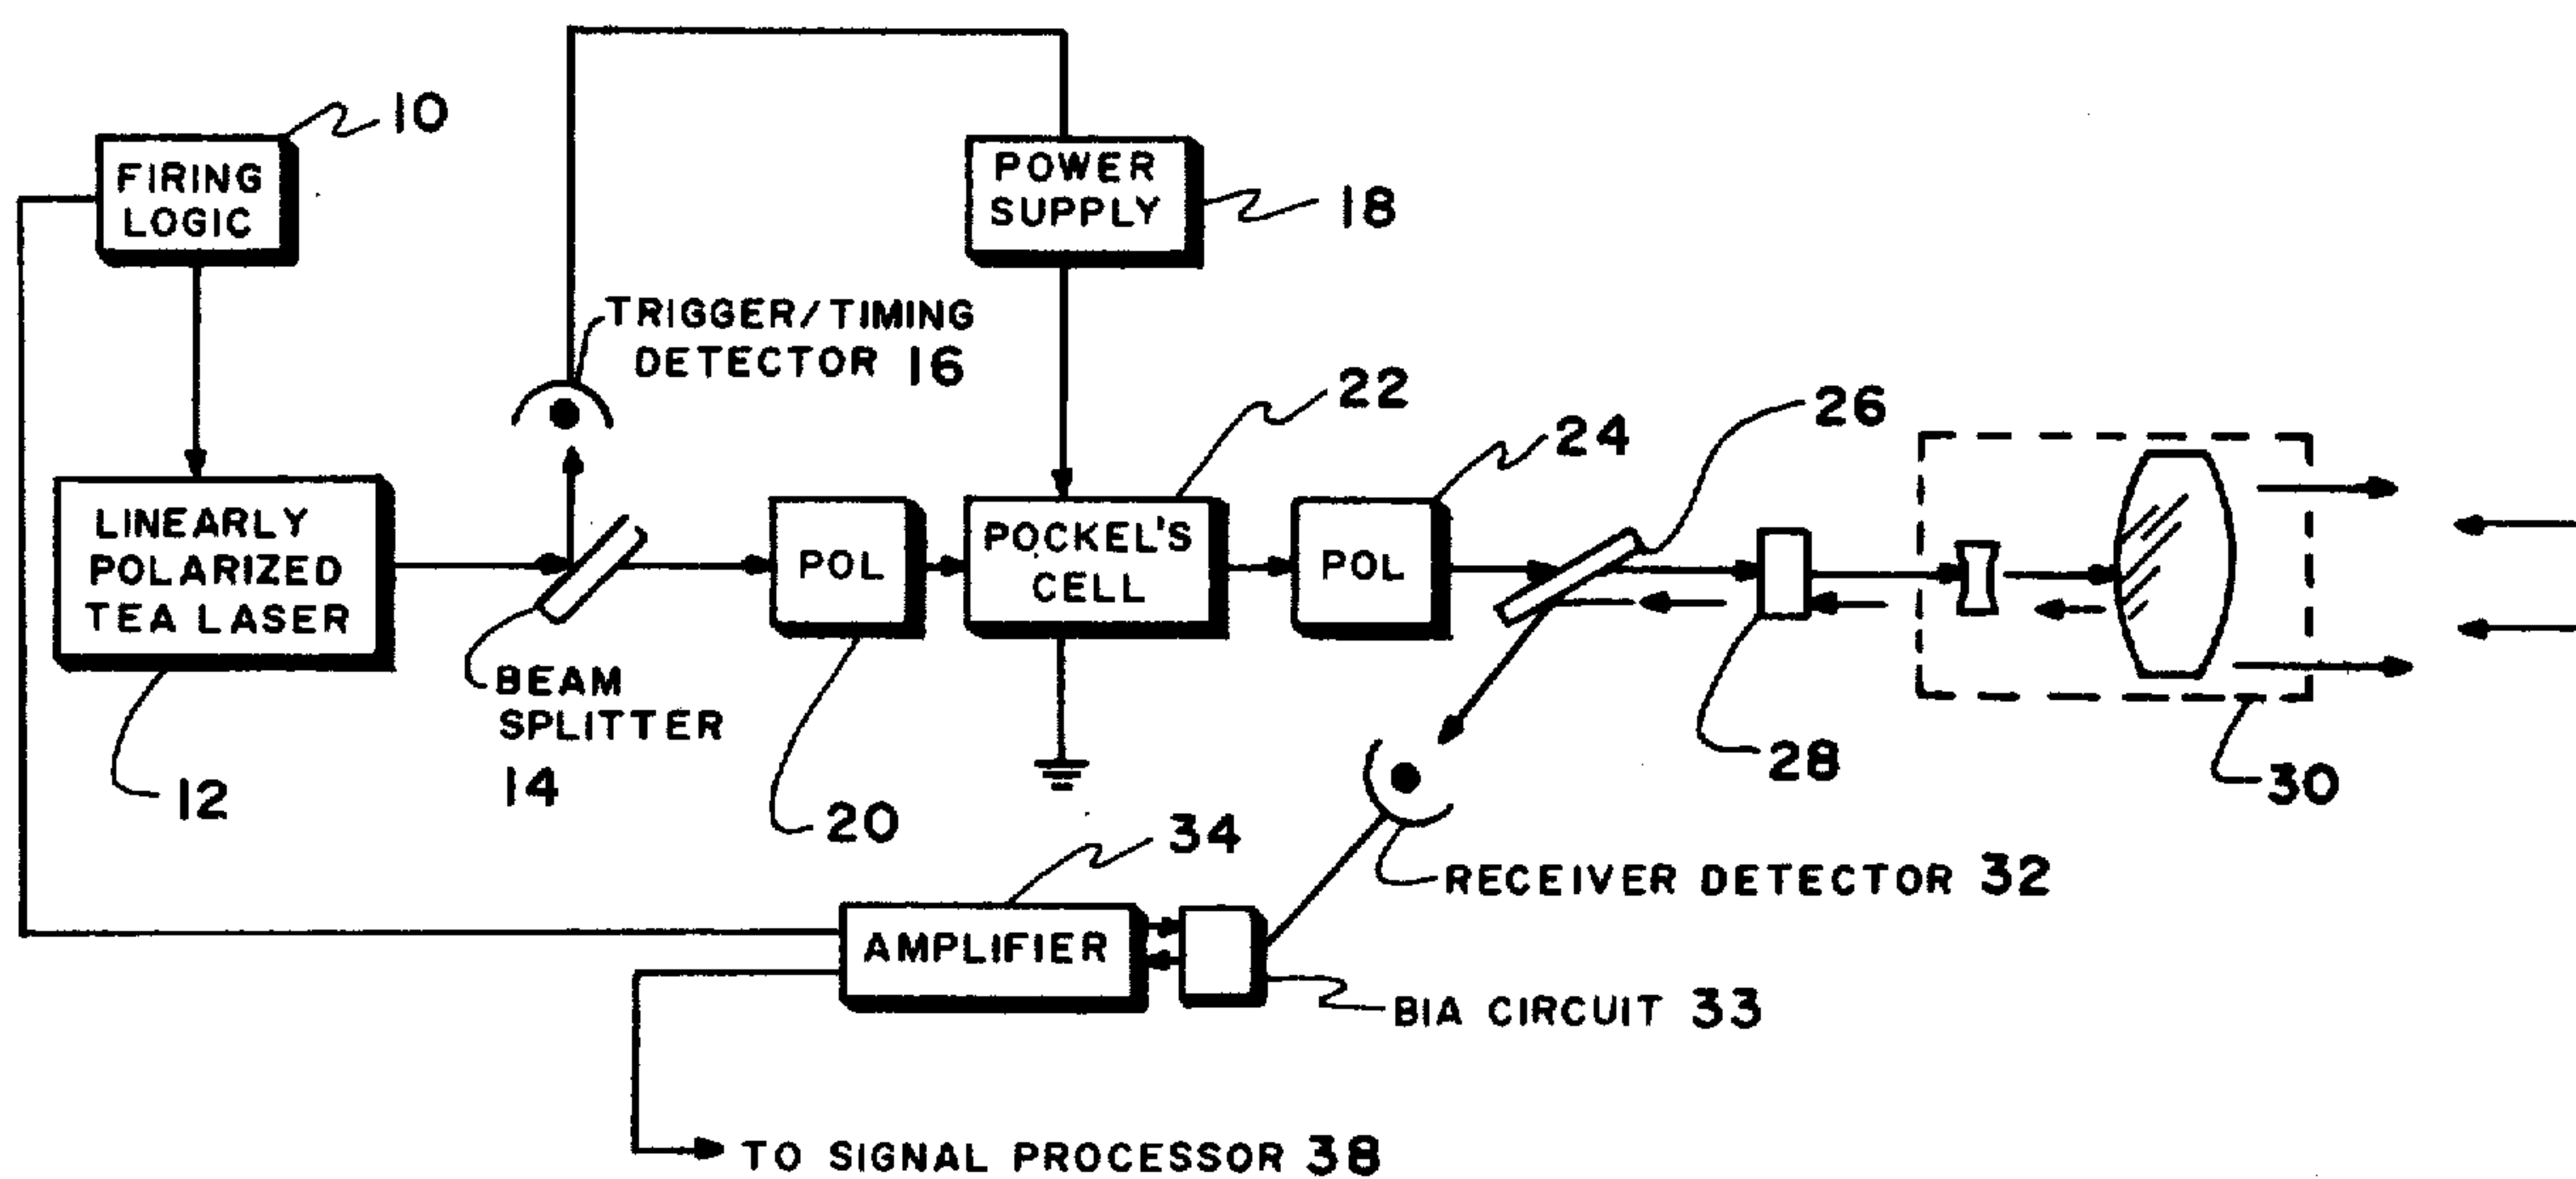 10
FIRING
LOGIC
POWER
SUPPLY
18
TRIGGER/TIMING
DETECTOR 16
22
24
26
LINEARLY
POLARIZED
TEA LASER
POL
POCKEL'S
CELL
POL
BEAM
SPLITTER
14
12
20
28
30
34
RECEIVER DETECTOR 32
AMPLIFIER
BIA CIRCUIT 33
TO SIGNAL PROCESSOR 38